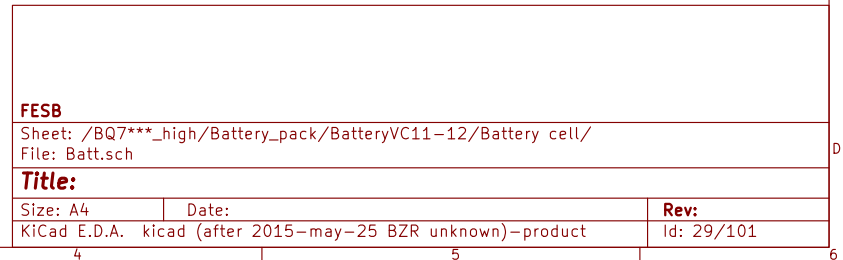 FESB
Sheet: /BQ7***_high/Battery_pack/BatteryVC11-12/Battery cell/
File: Batt.sch
D
Title:
Size: A4 Date: Rev:
KiCad E.D.A. kicad (after 2015-may-25 BZR unknown)-product Id: 29/101
4 5 6